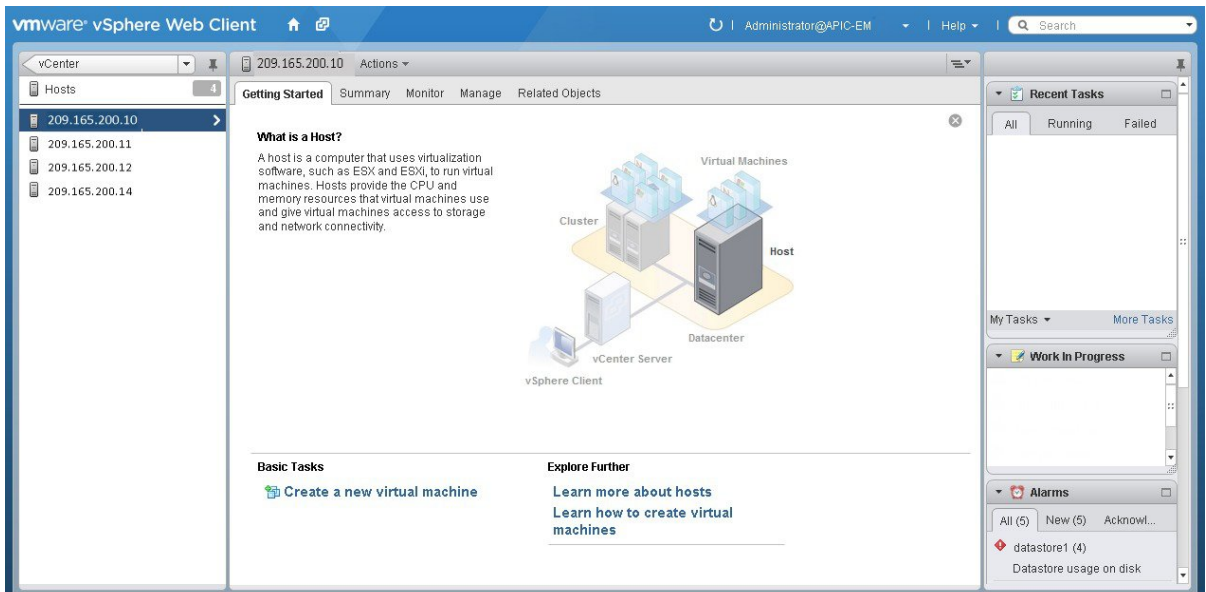 vmware® vSphere Web Client
Administrator@APIC-EM
Help
Search
vCenter
Hosts
4
209.165.200.10
209.165.200.11
209.165.200.12
209.165.200.14
209.165.200.10 Actions
Getting Started Summary Monitor Manage Related Objects
What is a Host?
A host is a computer that uses virtualization
software, such as ESX and ESXi, to run virtual
machines. Hosts provide the CPU and
memory resources that virtual machines use
and give virtual machines access to storage
and network connectivity.
Virtual Machines
Cluster
Host
Datacenter
vCenter Server
vSphere Client
Basic Tasks
Create a new virtual machine
Explore Further
Learn more about hosts
Learn how to create virtual
machines
Recent Tasks
All Running Failed
My Tasks More Tasks
Work In Progress
Alarms
All (5) New (5) Acknowl...
datastore1 (4)
Datastore usage on disk